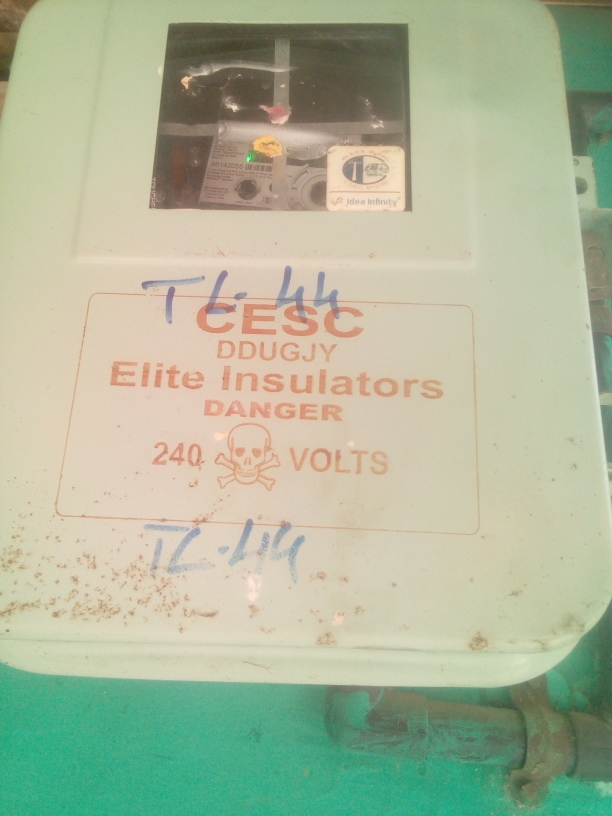 idea infinity
TL-44
CESC
DDUGJY
Elite Insulators
DANGER
240 VOLTS
TL-44